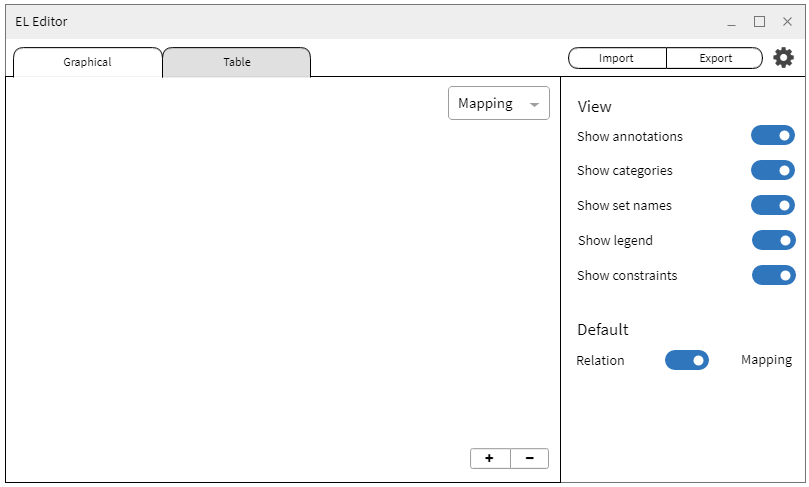 EL Editor
Graphical Table Import Export
Mapping
View
Show annotations
Show categories
Show set names
Show legend
Show constraints
Default
Relation Mapping
+ −